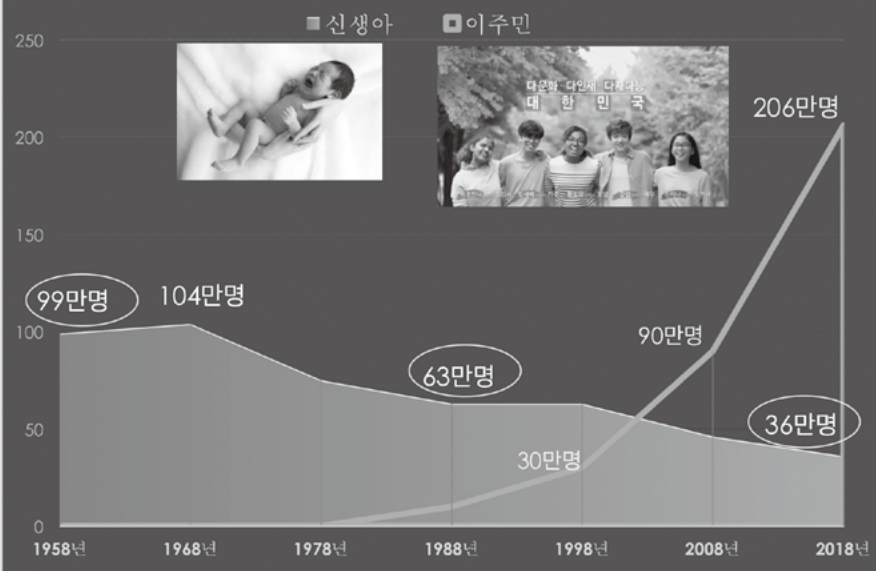 신생아 이주민
250
200
150
100
50
0
다문화 다인재 다재다능
대 한 민 국
206만명
99만명
104만명
90만명
63만명
36만명
30만명
1958년 1968년 1978년 1988년 1998년 2008년 2018년